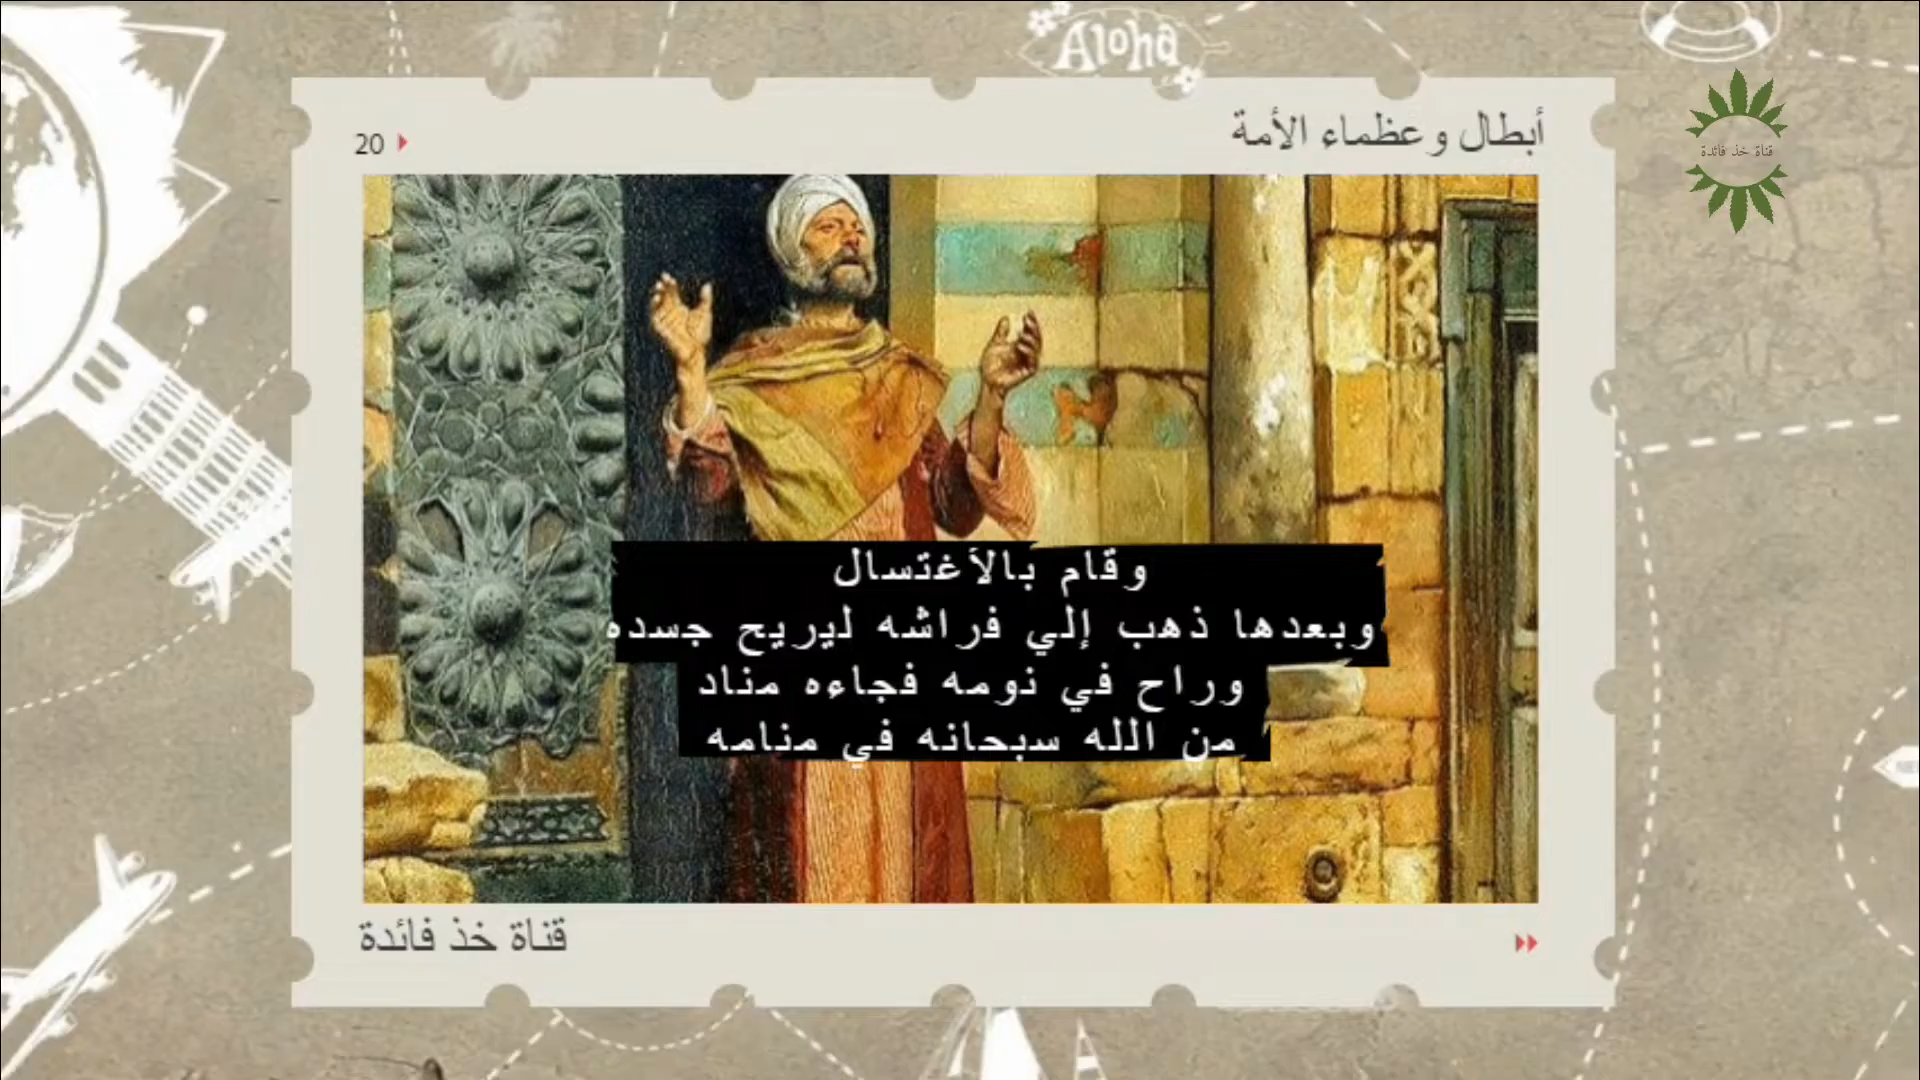 Aloha
أبطال وعظماء الأمة
20
قناة خذ فائدة
وقام بالأغتسال
وبعدها ذهب إلي فراشه ليريح جسده
وراح في نومه فجاءه مناد
من الله سبحانه في منامه
قناة خذ فائدة